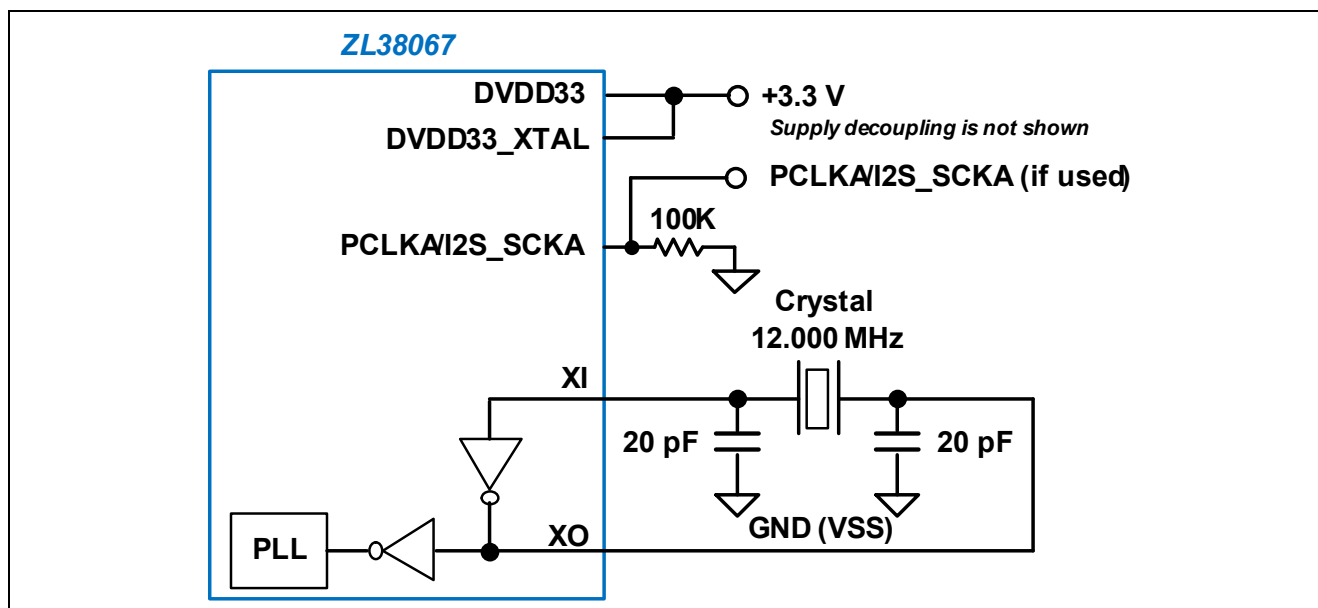 ZL38067
DVDD33
+3.3 V
Supply decoupling is not shown
DVDD33_XTAL
PCLKA/I2S_SCKA (if used)
100K
PCLKA/I2S_SCKA
Crystal
12.000 MHz
XI
20 pF
20 pF
GND (VSS)
XO
PLL